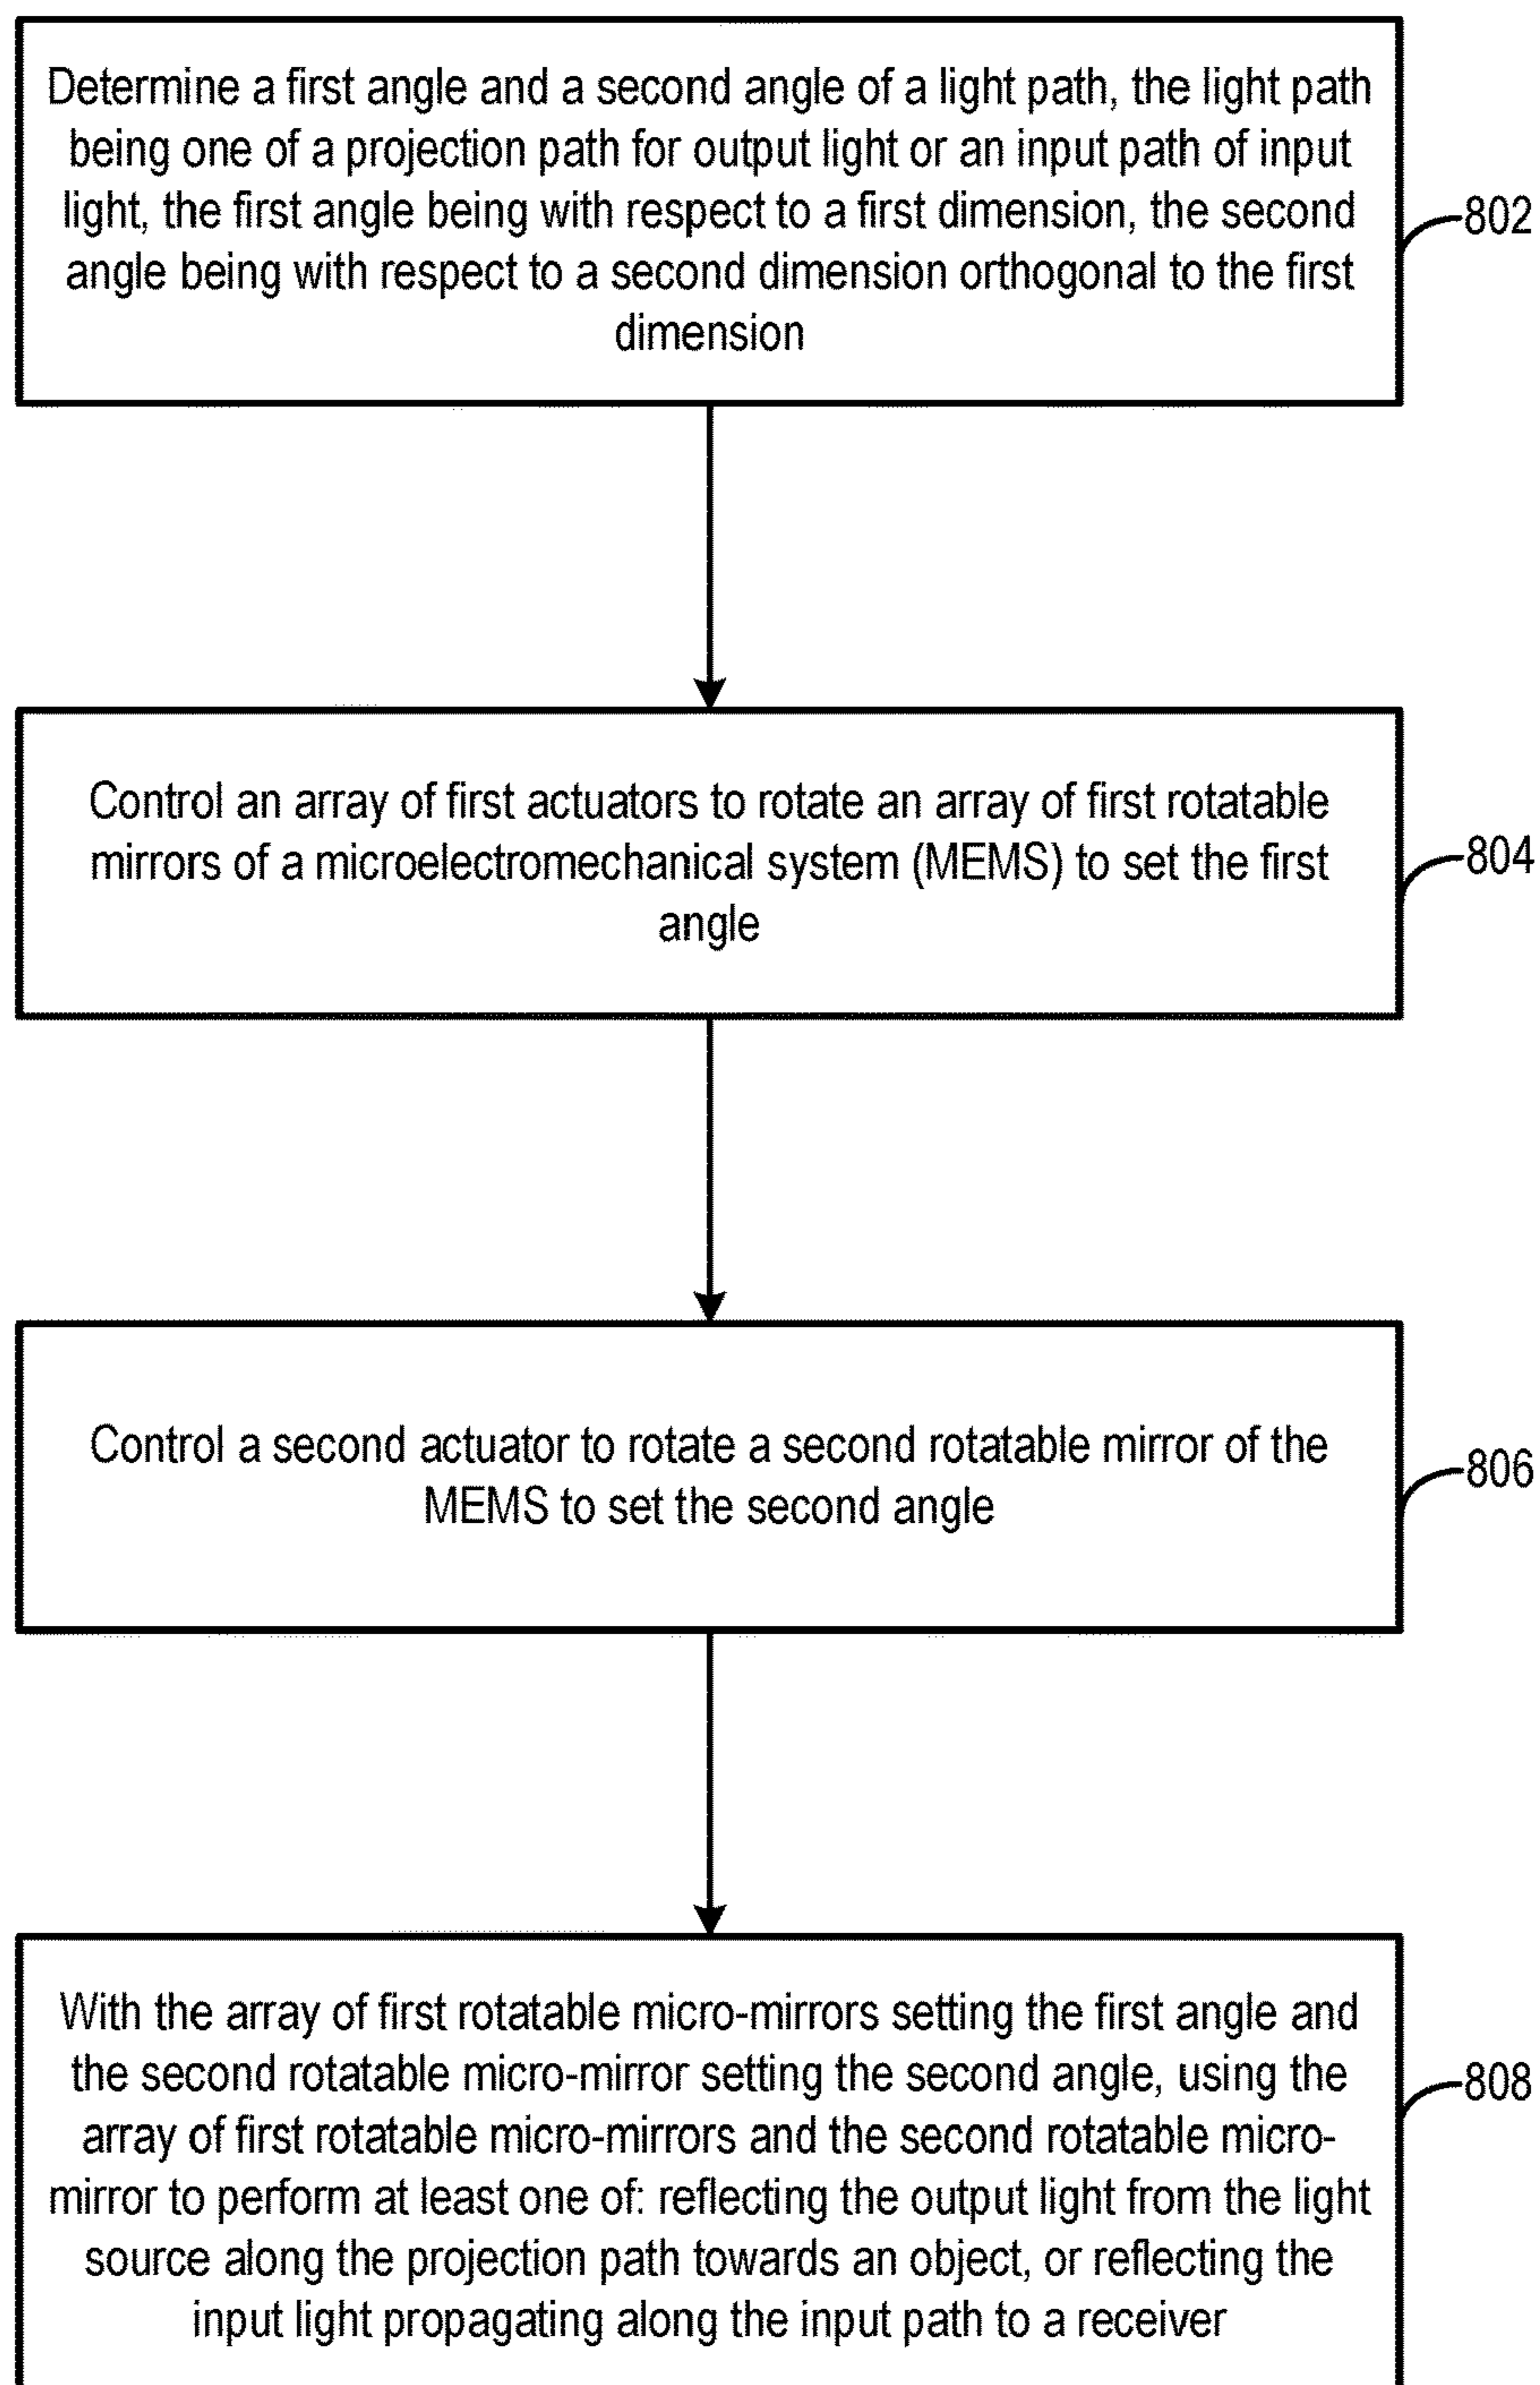 Determine a first angle and a second angle of a light path, the light path
being one of a projection path for output light or an input path of input
light, the first angle being with respect to a first dimension, the second
angle being with respect to a second dimension orthogonal to the first
dimension
802
Control an array of first actuators to rotate an array of first rotatable
mirrors of a microelectromechanical system (MEMS) to set the first
angle
804
Control a second actuator to rotate a second rotatable mirror of the
MEMS to set the second angle
806
With the array of first rotatable micro-mirrors setting the first angle and
the second rotatable micro-mirror setting the second angle, using the
array of first rotatable micro-mirrors and the second rotatable micro-
mirror to perform at least one of: reflecting the output light from the light
source along the projection path towards an object, or reflecting the
input light propagating along the input path to a receiver
808